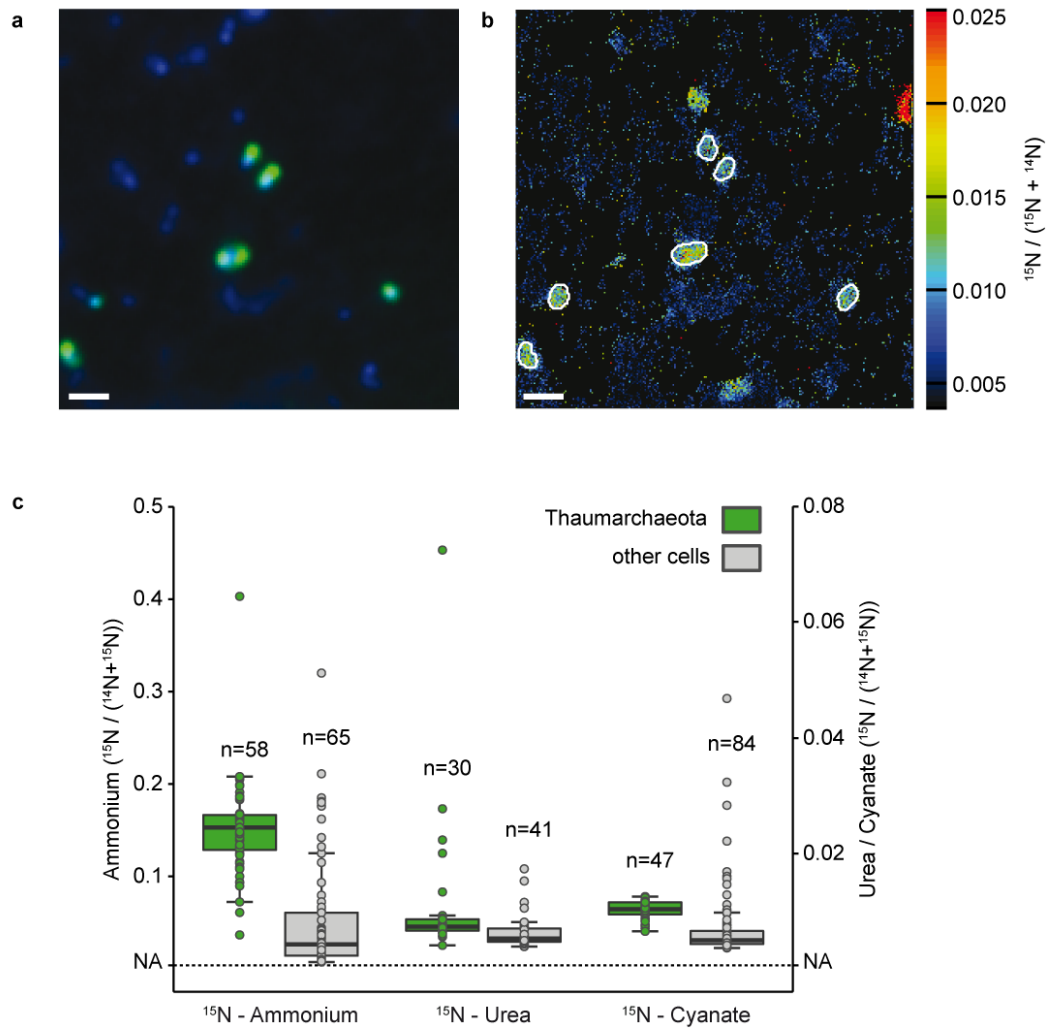 a
b
0.025
0.020
0.015
0.010
0.005
¹⁵N / (¹⁵N + ¹⁴N)
c
Ammonium (¹⁵N / (¹⁴N+¹⁵N))
0.5
0.4
0.3
0.2
0.1
NA
Thaumarchaeota
other cells
n=58
n=65
n=30
n=41
n=47
n=84
0.08
0.06
0.04
0.02
NA
Urea / Cyanate (¹⁵N / (¹⁴N+¹⁵N))
¹⁵N - Ammonium
¹⁵N - Urea
¹⁵N - Cyanate